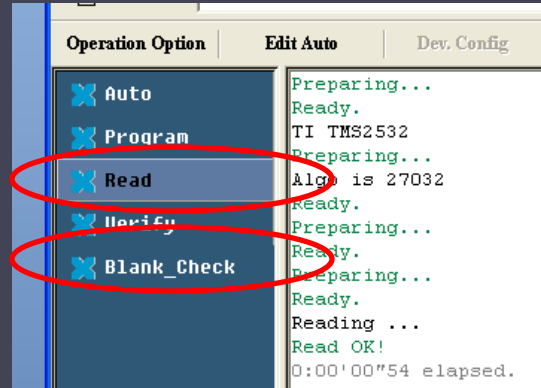 Operation Option
Edit Auto
Dev. Config
Auto
Program
Read
Verify
Blank_Check
Preparing...
Ready.
TI TMS2532
Preparing...
Algo is 27032
Ready.
Preparing...
Ready.
Preparing...
Ready.
Reading ...
Read OK!
0:00'00"54 elapsed.